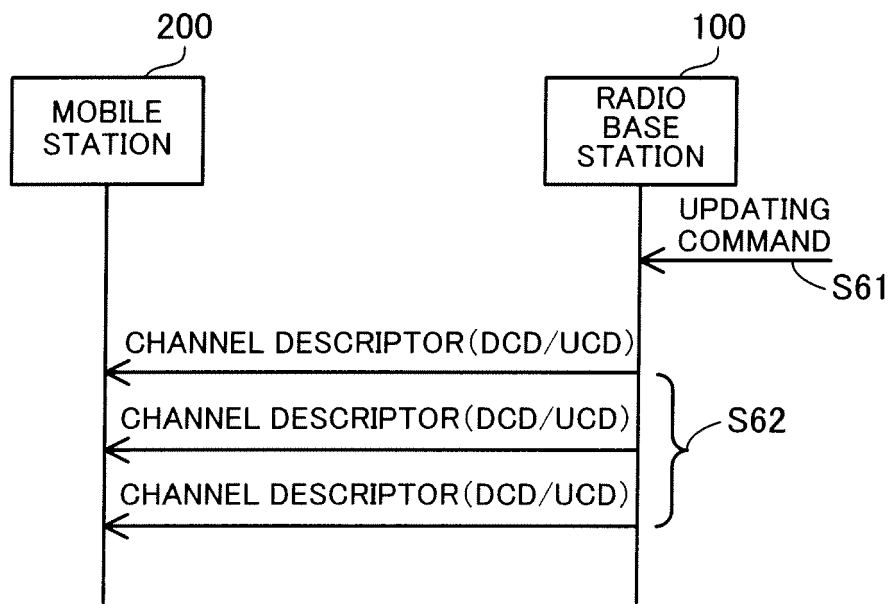 200
100
MOBILE
STATION
RADIO
BASE
STATION
UPDATING
COMMAND
S61
CHANNEL DESCRIPTOR(DCD/UCD)
CHANNEL DESCRIPTOR(DCD/UCD)
S62
CHANNEL DESCRIPTOR(DCD/UCD)